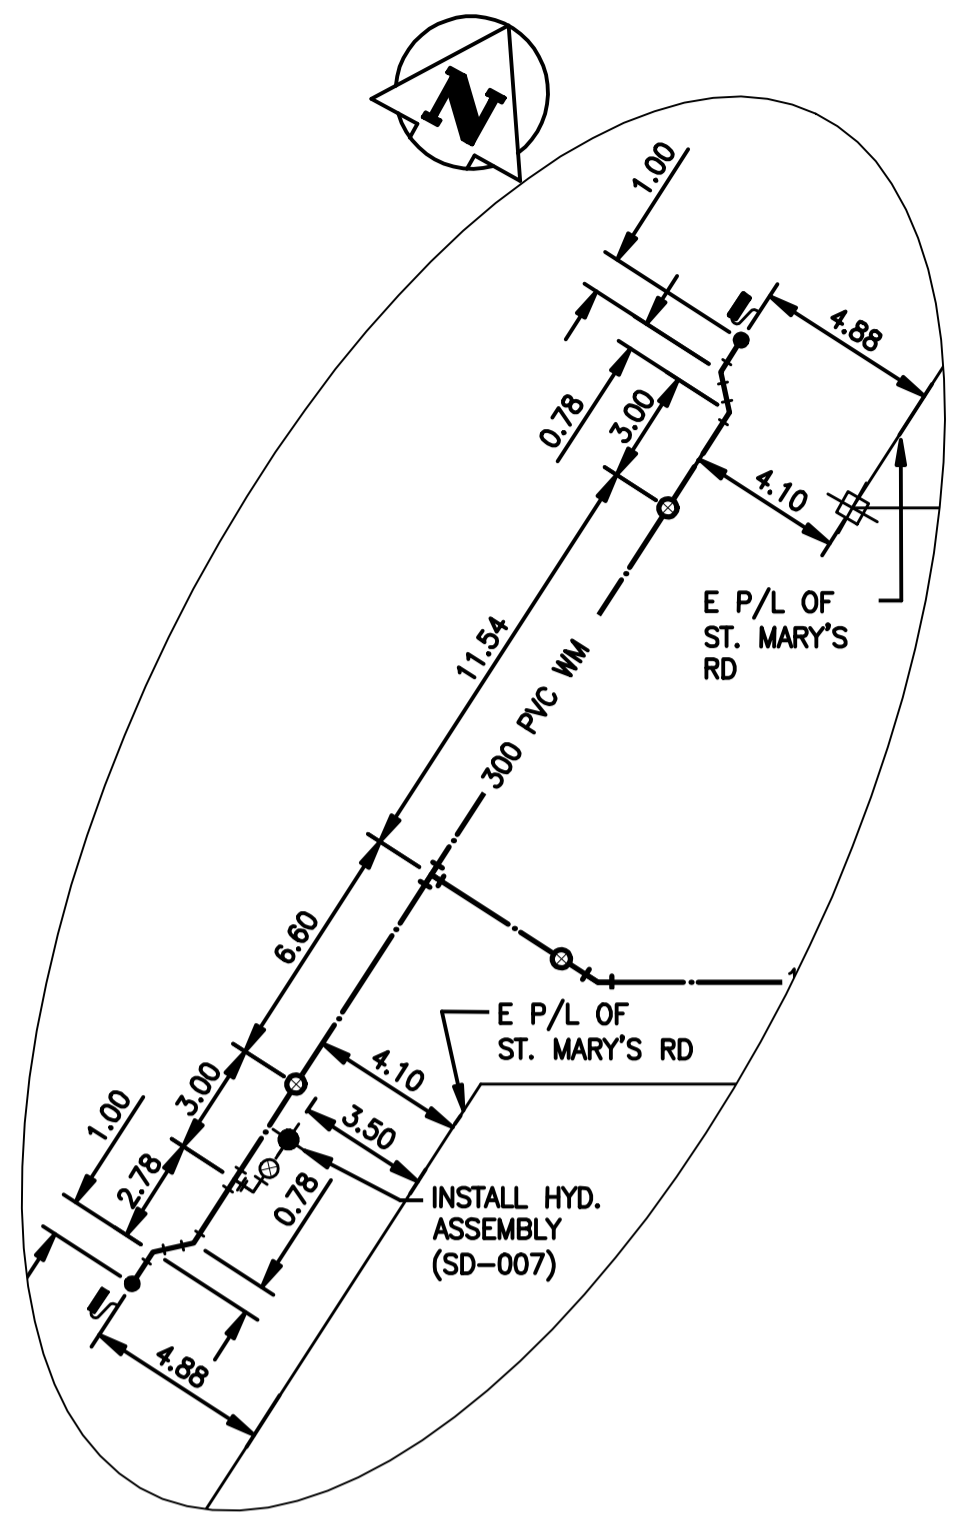 N
1.00
4.88
0.78
3.00
4.10
E P/L OF
ST. MARY'S
RD
11.54
300 PVC WM
6.60
E P/L OF
ST. MARY'S RD
3.00
4.10
1.00
3.50
2.78
0.78
INSTALL HYD.
ASSEMBLY
(SD-007)
4.88